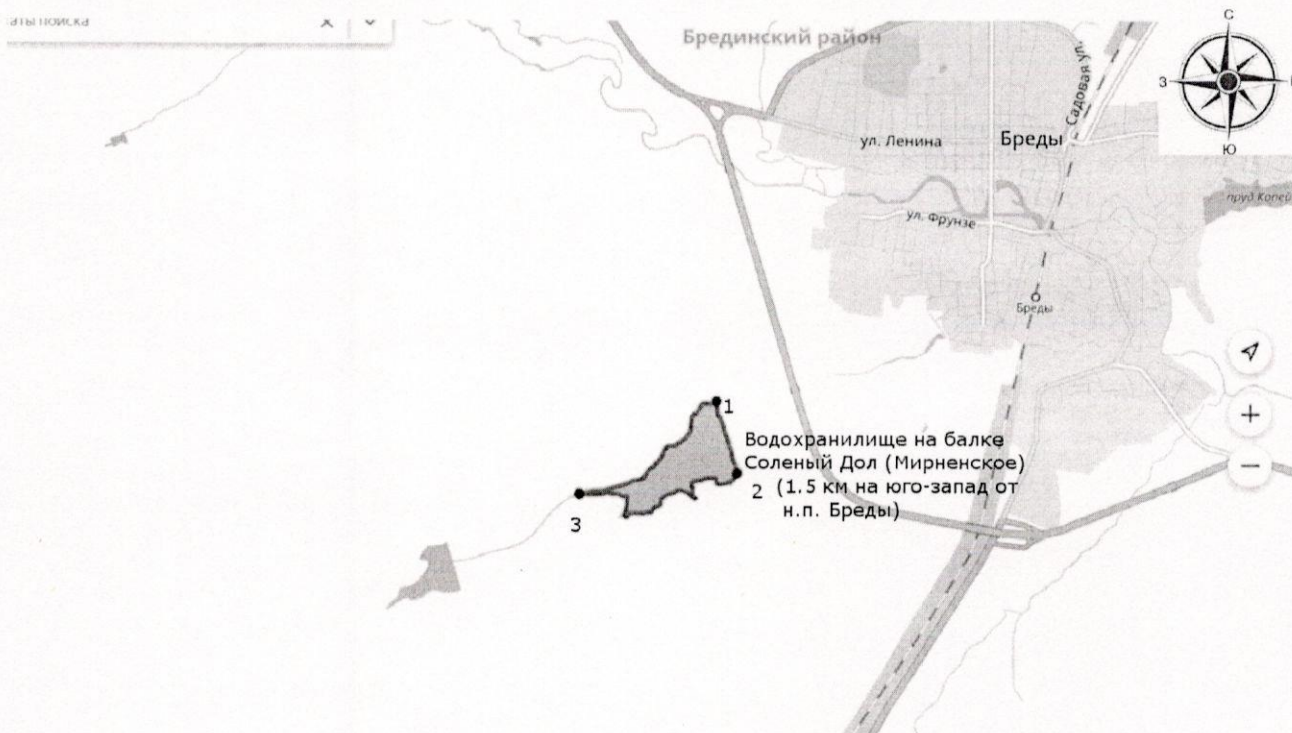 Брединский район
С
З
Ю
Садовая ул.
ул. Ленина
Бреды
пруд Копей
ул. Фрунзе
Бреды
1
Водохранилище на балке
Соленый Дол (Мирненское)
2 (1.5 км на юго-запад от
н.п. Бреды)
3